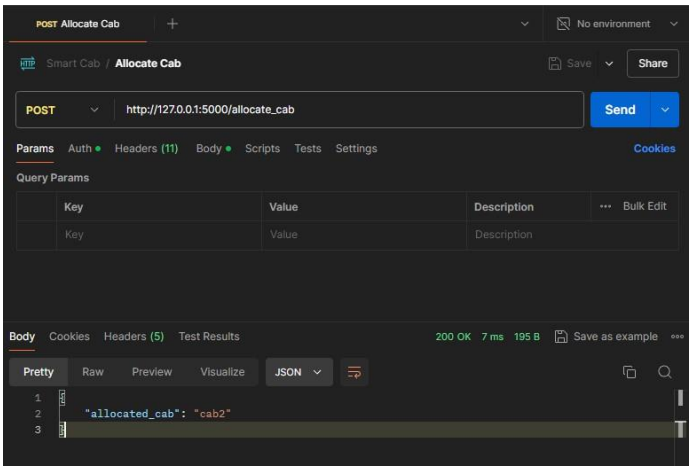 POST Allocate Cab
No environment
HTTP Smart Cab / Allocate Cab
Save
Share
POST
http://127.0.0.1:5000/allocate_cab
Send
Params Auth Headers (11) Body Scripts Tests Settings
Cookies
Query Params
Key Value Description ••• Bulk Edit
Key Value Description
Body Cookies Headers (5) Test Results
200 OK 7 ms 195 B Save as example
Pretty Raw Preview Visualize JSON
1 {
2 "allocated_cab": "cab2"
3 }